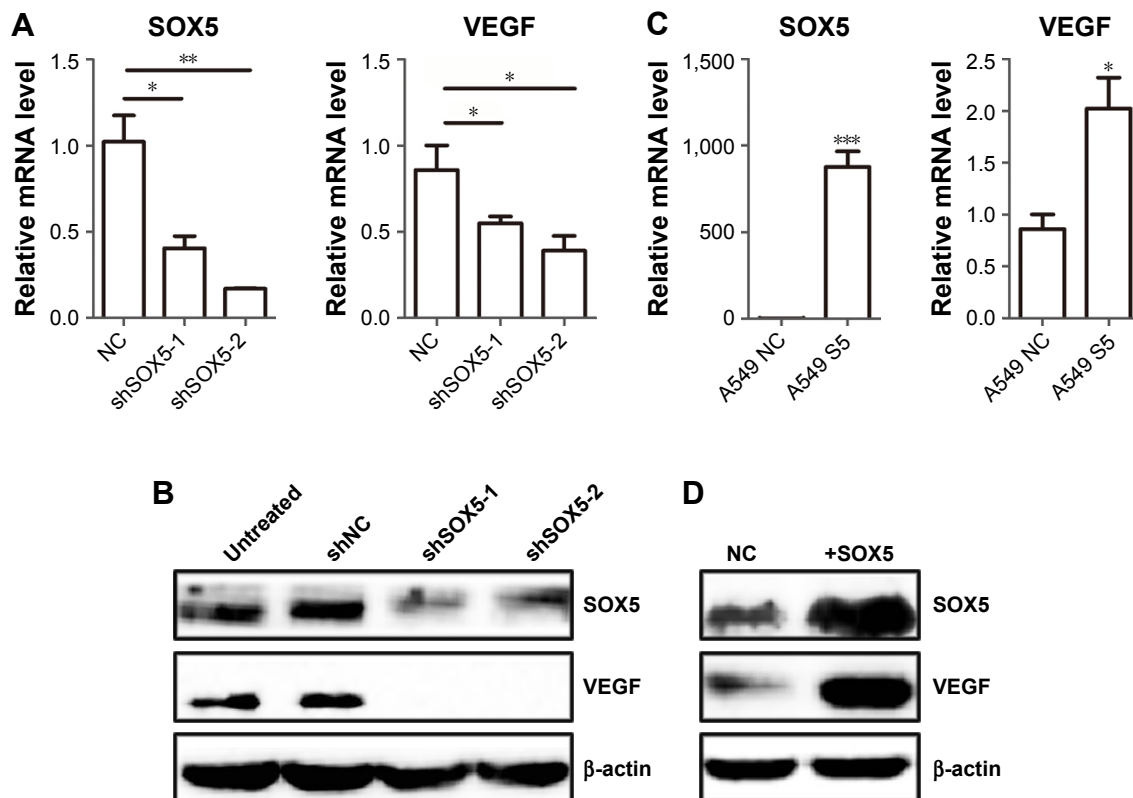 A
SOX5
Relative mRNA level
1.5
1.0
0.5
0.0
**
*
NC
shSOX5-1
shSOX5-2
VEGF
Relative mRNA level
1.5
1.0
0.5
0.0
*
*
NC
shSOX5-1
shSOX5-2
C
SOX5
Relative mRNA level
1,500
1,000
500
0
***
A549 NC
A549 S5
VEGF
Relative mRNA level
2.5
2.0
1.5
1.0
0.5
0.0
*
A549 NC
A549 S5
B
Untreated
shNC
shSOX5-1
shSOX5-2
SOX5
VEGF
β-actin
D
NC
+SOX5
SOX5
VEGF
β-actin